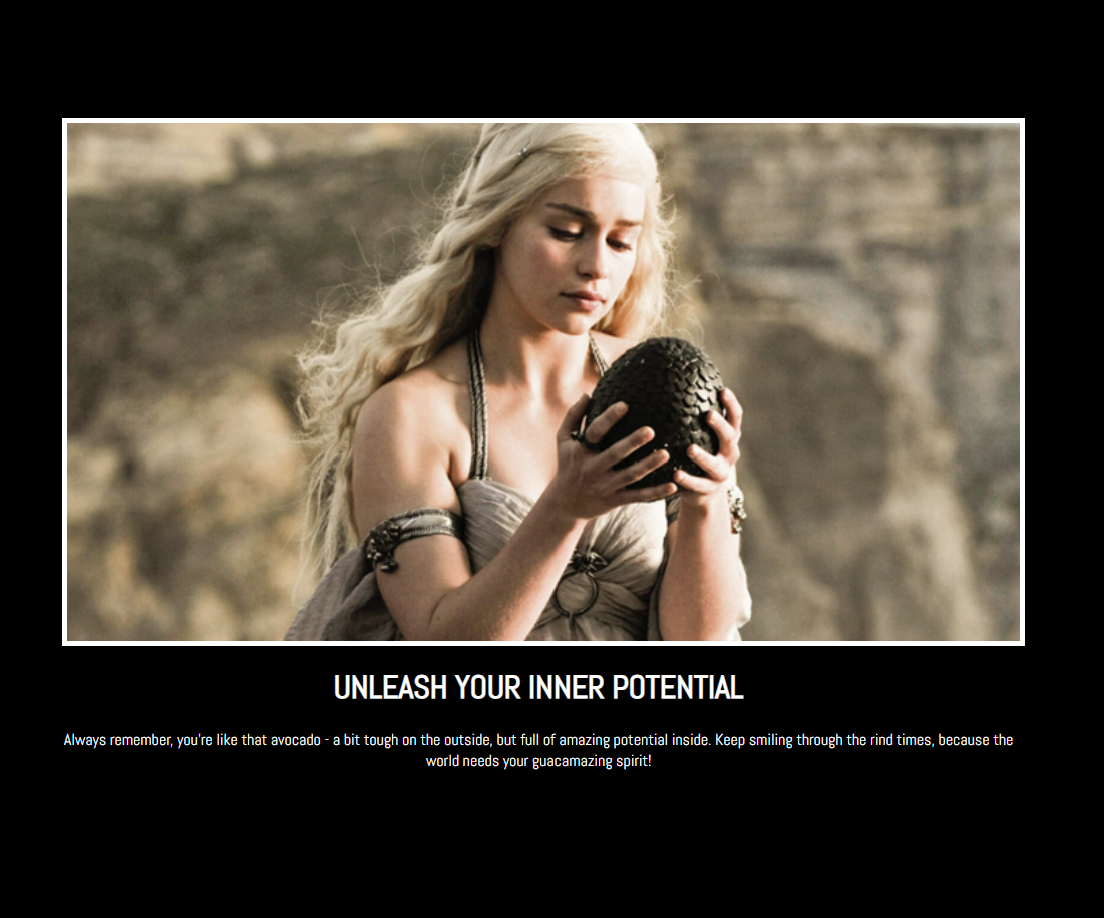 UNLEASH YOUR INNER POTENTIAL
Always remember, you're like that avocado - a bit tough on the outside, but full of amazing potential inside. Keep smiling through the rind times, because the
world needs your guacamazing spirit!